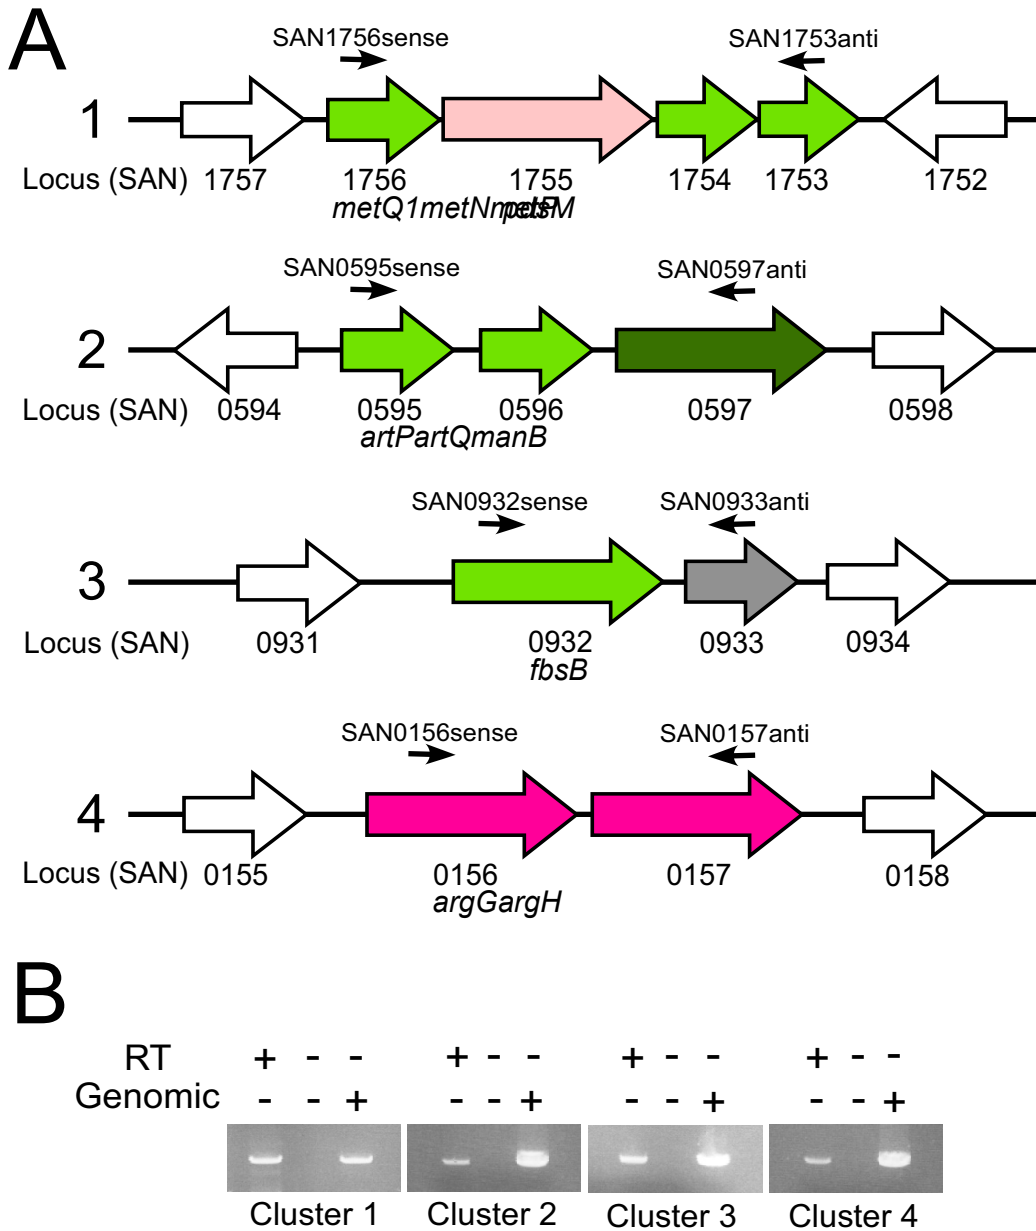 A
SAN1756sense SAN1753anti
1
Locus (SAN) 1757 1756 1755 1754 1753 1752
metQ1metN
SAN0595sense SAN0597anti
2
Locus (SAN) 0594 0595 0596 0597 0598
artPartQmanB
SAN0932sense SAN0933anti
3
Locus (SAN) 0931 0932 0933 0934
fbsB
SAN0156sense SAN0157anti
4
Locus (SAN) 0155 0156 0157 0158
argGargH
B
RT + - - + - - + - - + - -
Genomic - - + - - + - - + - - +
Cluster 1 Cluster 2 Cluster 3 Cluster 4